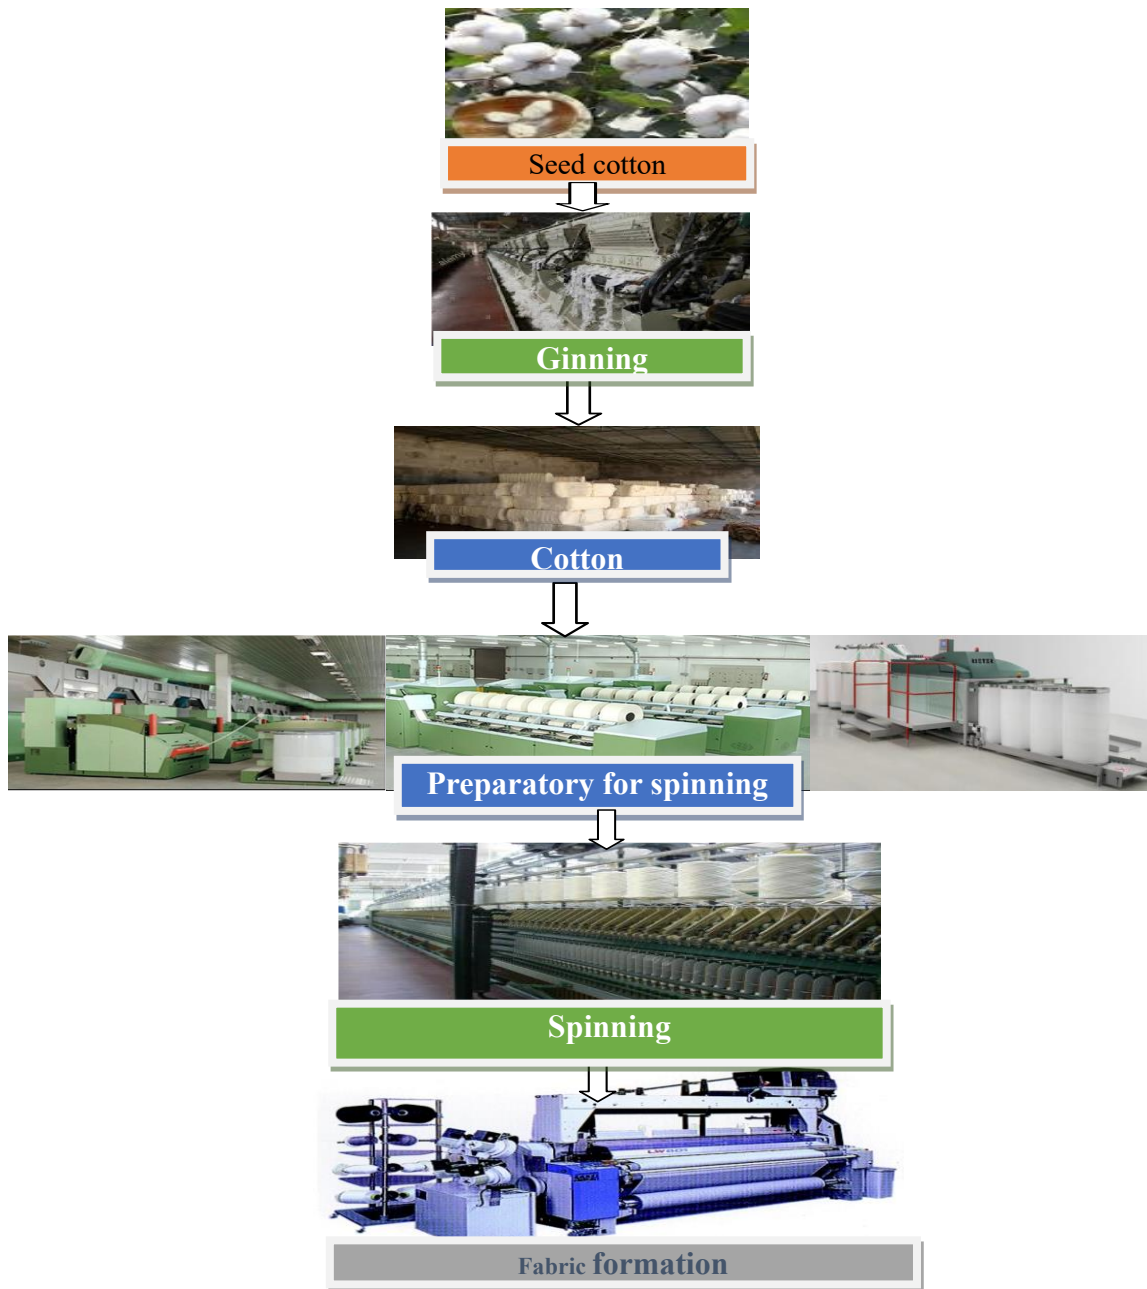 Seed cotton
Ginning
Cotton
Preparatory for spinning
Spinning
Fabric formation